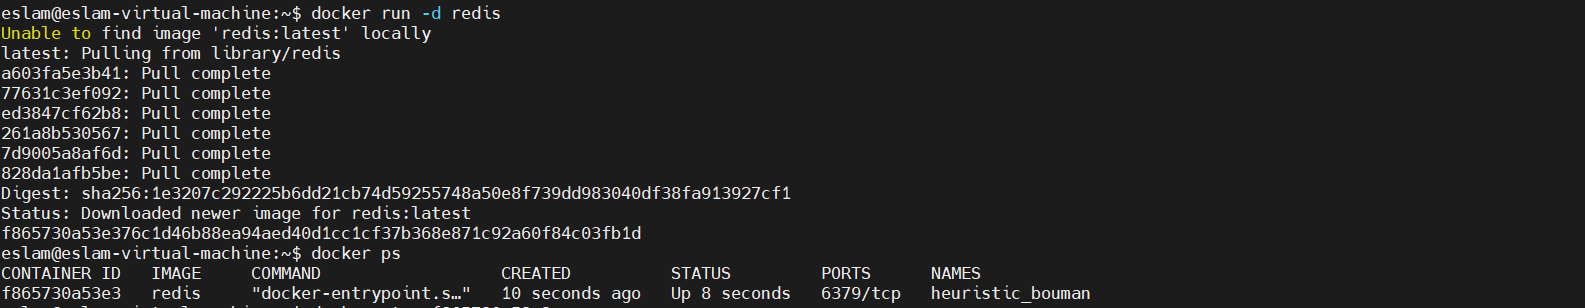 eslam@eslam-virtual-machine:~$ docker run -d redis
Unable to find image 'redis:latest' locally
latest: Pulling from library/redis
a603fa5e3b41: Pull complete
77631c3ef092: Pull complete
ed3847cf62b8: Pull complete
261a8b530567: Pull complete
7d9005a8af6d: Pull complete
828da1afb5be: Pull complete
Digest: sha256:1e3207c292225b6dd21cb74d59255748a50e8f739dd983040df38fa913927cf1
Status: Downloaded newer image for redis:latest
f865730a53e376c1d46b88ea94aed40d1cc1cf37b368e871c92a60f84c03fb1d
eslam@eslam-virtual-machine:~$ docker ps
CONTAINER ID   IMAGE     COMMAND                  CREATED          STATUS         PORTS      NAMES
f865730a53e3   redis     "docker-entrypoint.s…"   10 seconds ago   Up 8 seconds   6379/tcp   heuristic_bouman